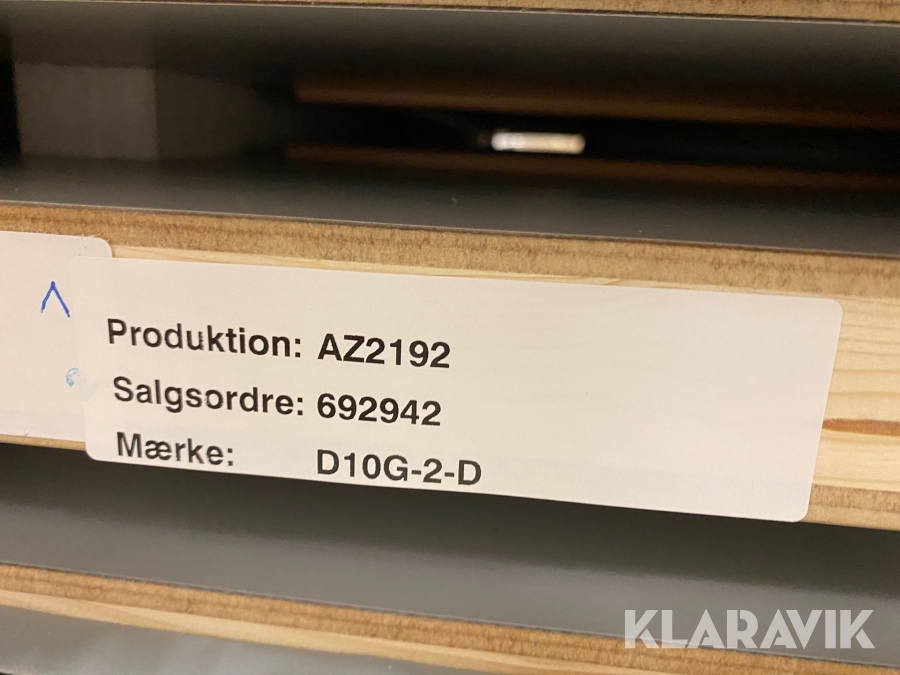 Produktion: AZ2192
Salgsordre: 692942
Mærke: D10G-2-D
KLARAVIK